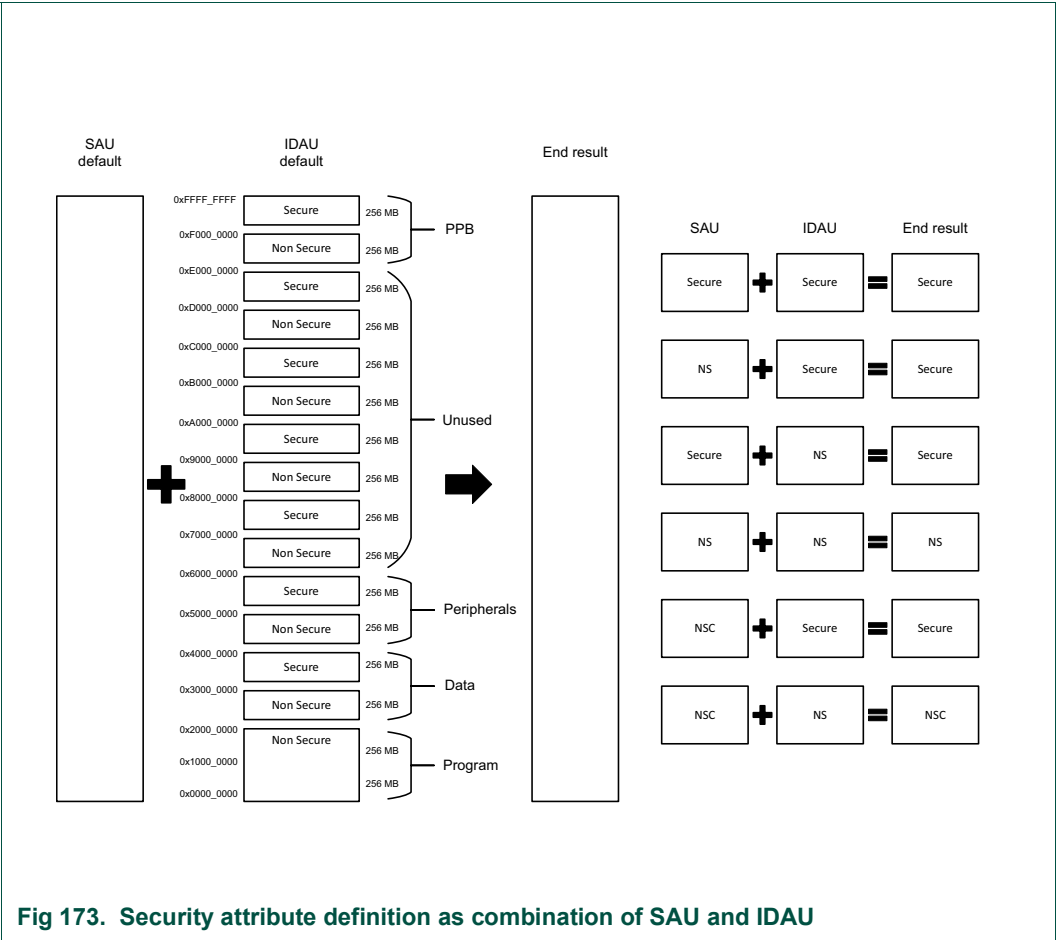 SAU
default
IDAU
default
End result
0xFFFF_FFFF
Secure
256 MB
PPB
0xF000_0000
Non Secure
256 MB
0xE000_0000
Secure
256 MB
0xD000_0000
Non Secure
256 MB
0xC000_0000
Secure
256 MB
0xB000_0000
Non Secure
256 MB
Unused
0xA000_0000
Secure
256 MB
0x9000_0000
Non Secure
256 MB
0x8000_0000
Secure
256 MB
0x7000_0000
Non Secure
256 MB
0x6000_0000
Secure
256 MB
Peripherals
0x5000_0000
Non Secure
256 MB
0x4000_0000
Secure
256 MB
Data
0x3000_0000
Non Secure
256 MB
0x2000_0000
Non Secure
256 MB
0x1000_0000
Program
256 MB
0x0000_0000
SAU IDAU End result
Secure + Secure = Secure
NS + Secure = Secure
Secure + NS = Secure
NS + NS = NS
NSC + Secure = Secure
NSC + NS = NSC
Fig 173. Security attribute definition as combination of SAU and IDAU